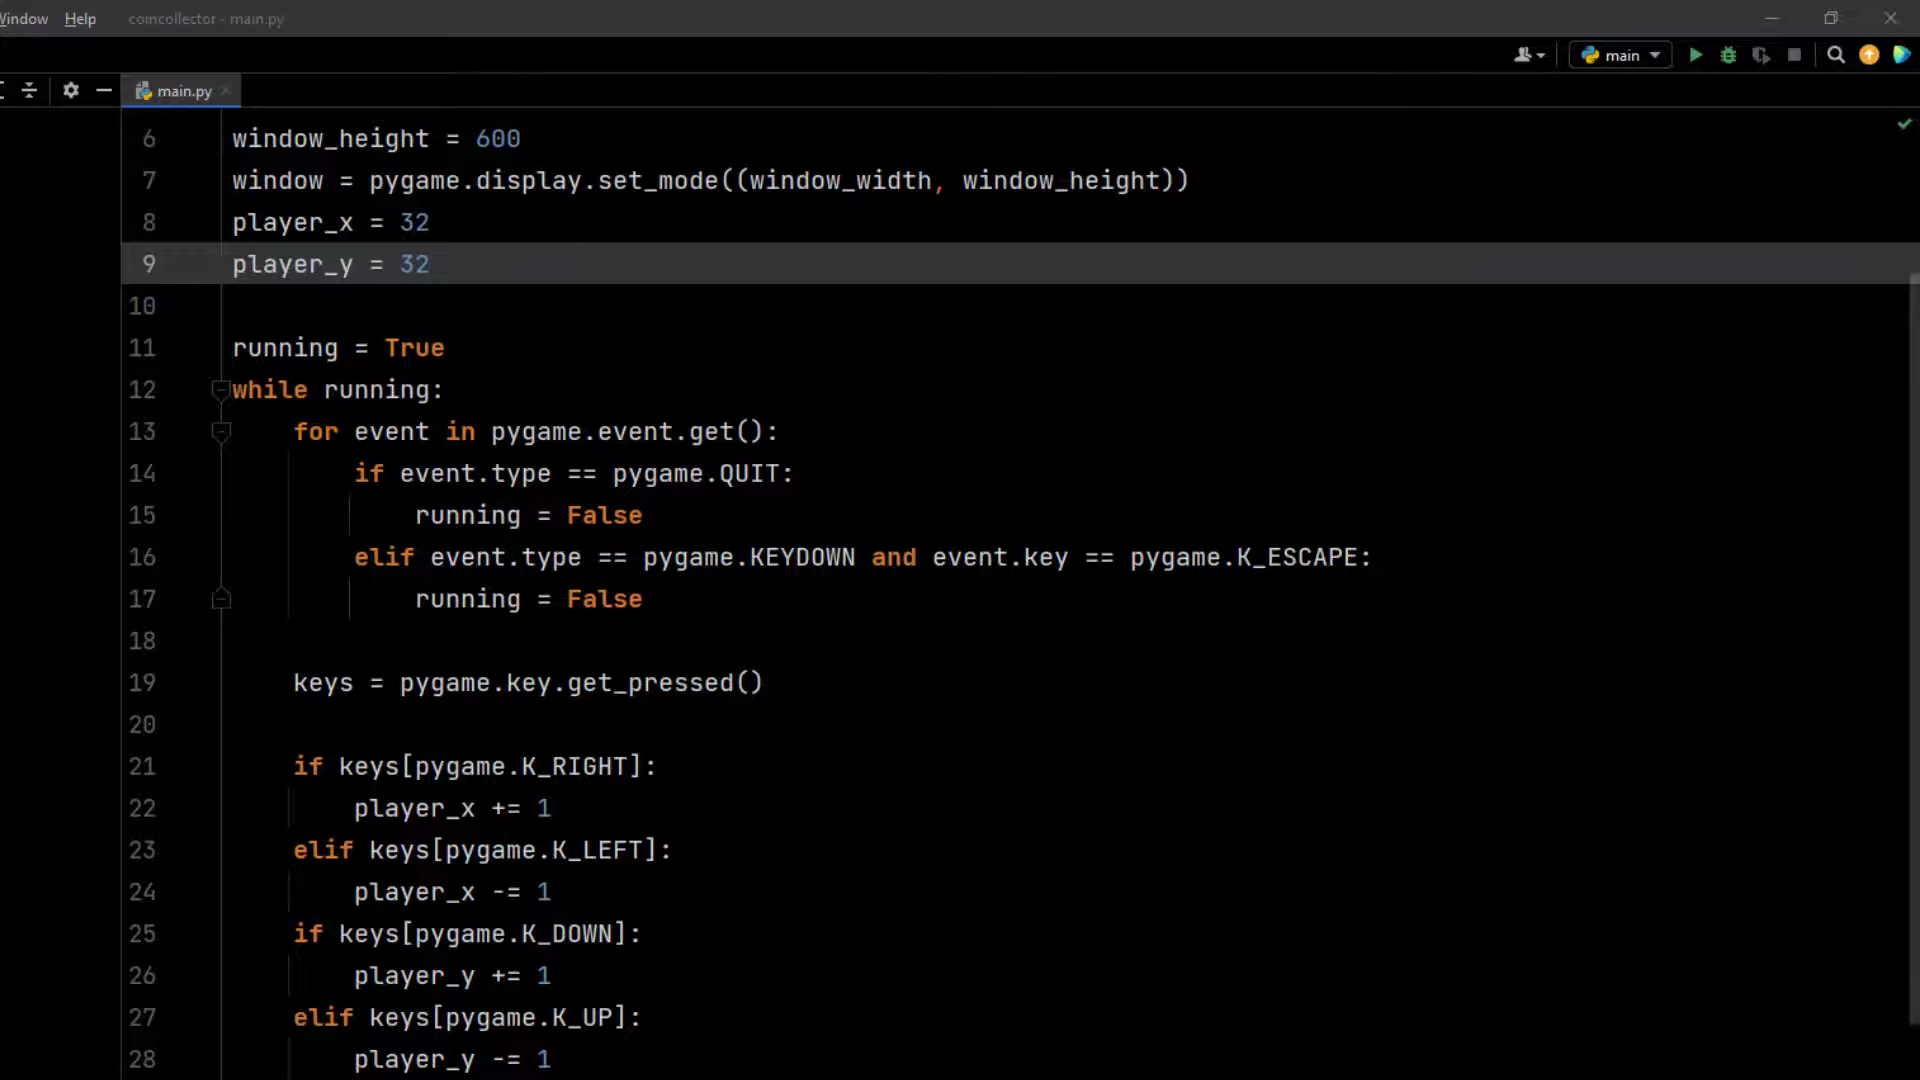 Window Help comcollector - main.py
main
main.py
6 window_height = 600
7 window = pygame.display.set_mode((window_width, window_height))
8 player_x = 32
9 player_y = 32
10
11 running = True
12 while running:
13 for event in pygame.event.get():
14 if event.type == pygame.QUIT:
15 running = False
16 elif event.type == pygame.KEYDOWN and event.key == pygame.K_ESCAPE:
17 running = False
18
19 keys = pygame.key.get_pressed()
20
21 if keys[pygame.K_RIGHT]:
22 player_x += 1
23 elif keys[pygame.K_LEFT]:
24 player_x -= 1
25 if keys[pygame.K_DOWN]:
26 player_y += 1
27 elif keys[pygame.K_UP]:
28 player_y -= 1